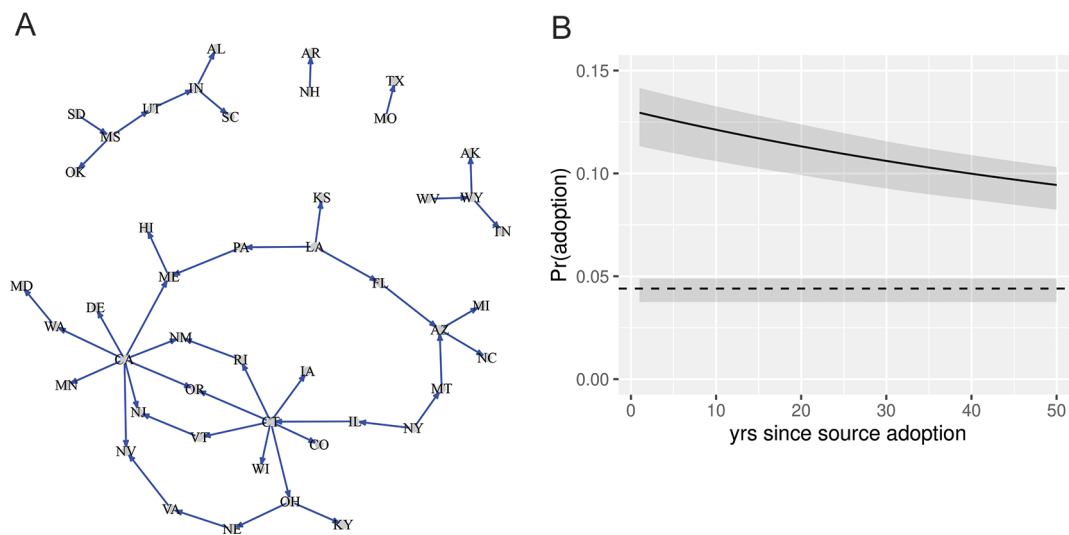 A
AL
AR
TX
IN
NH
UT
SD
SC
MO
MS
OK
AK
WV
WY
TN
KS
HI
PA
LA
ME
FL
MD
DE
MI
WA
AZ
NM
CA
RI
NC
IA
MN
OR
MT
NJ
CT
IL
NY
VT
CO
NV
WI
OH
VA
NE
KY
B
Pr(adoption)
0.15
0.10
0.05
0.00
0 10 20 30 40 50
yrs since source adoption